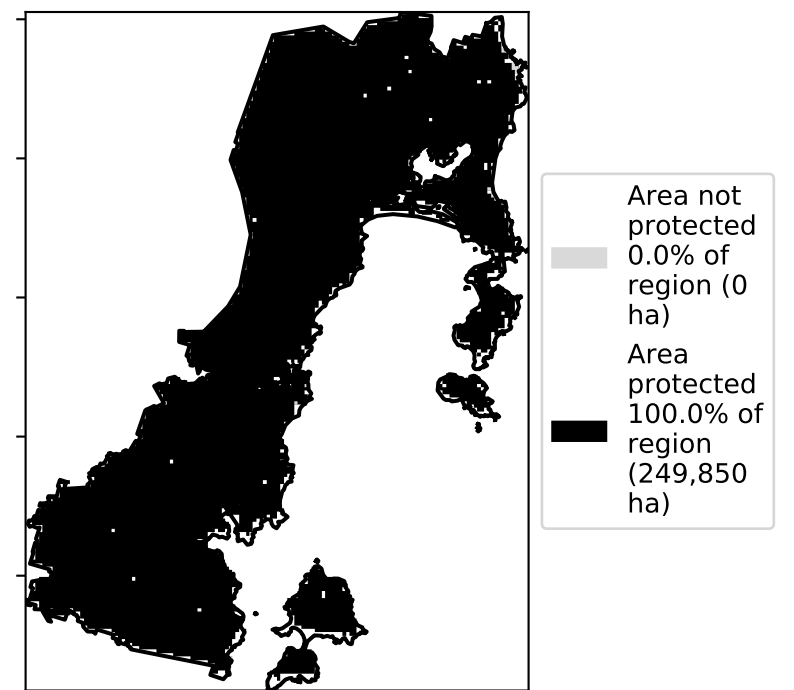 Area not
protected
0.0% of
region (0
ha)
Area
protected
100.0% of
region
(249,850
ha)